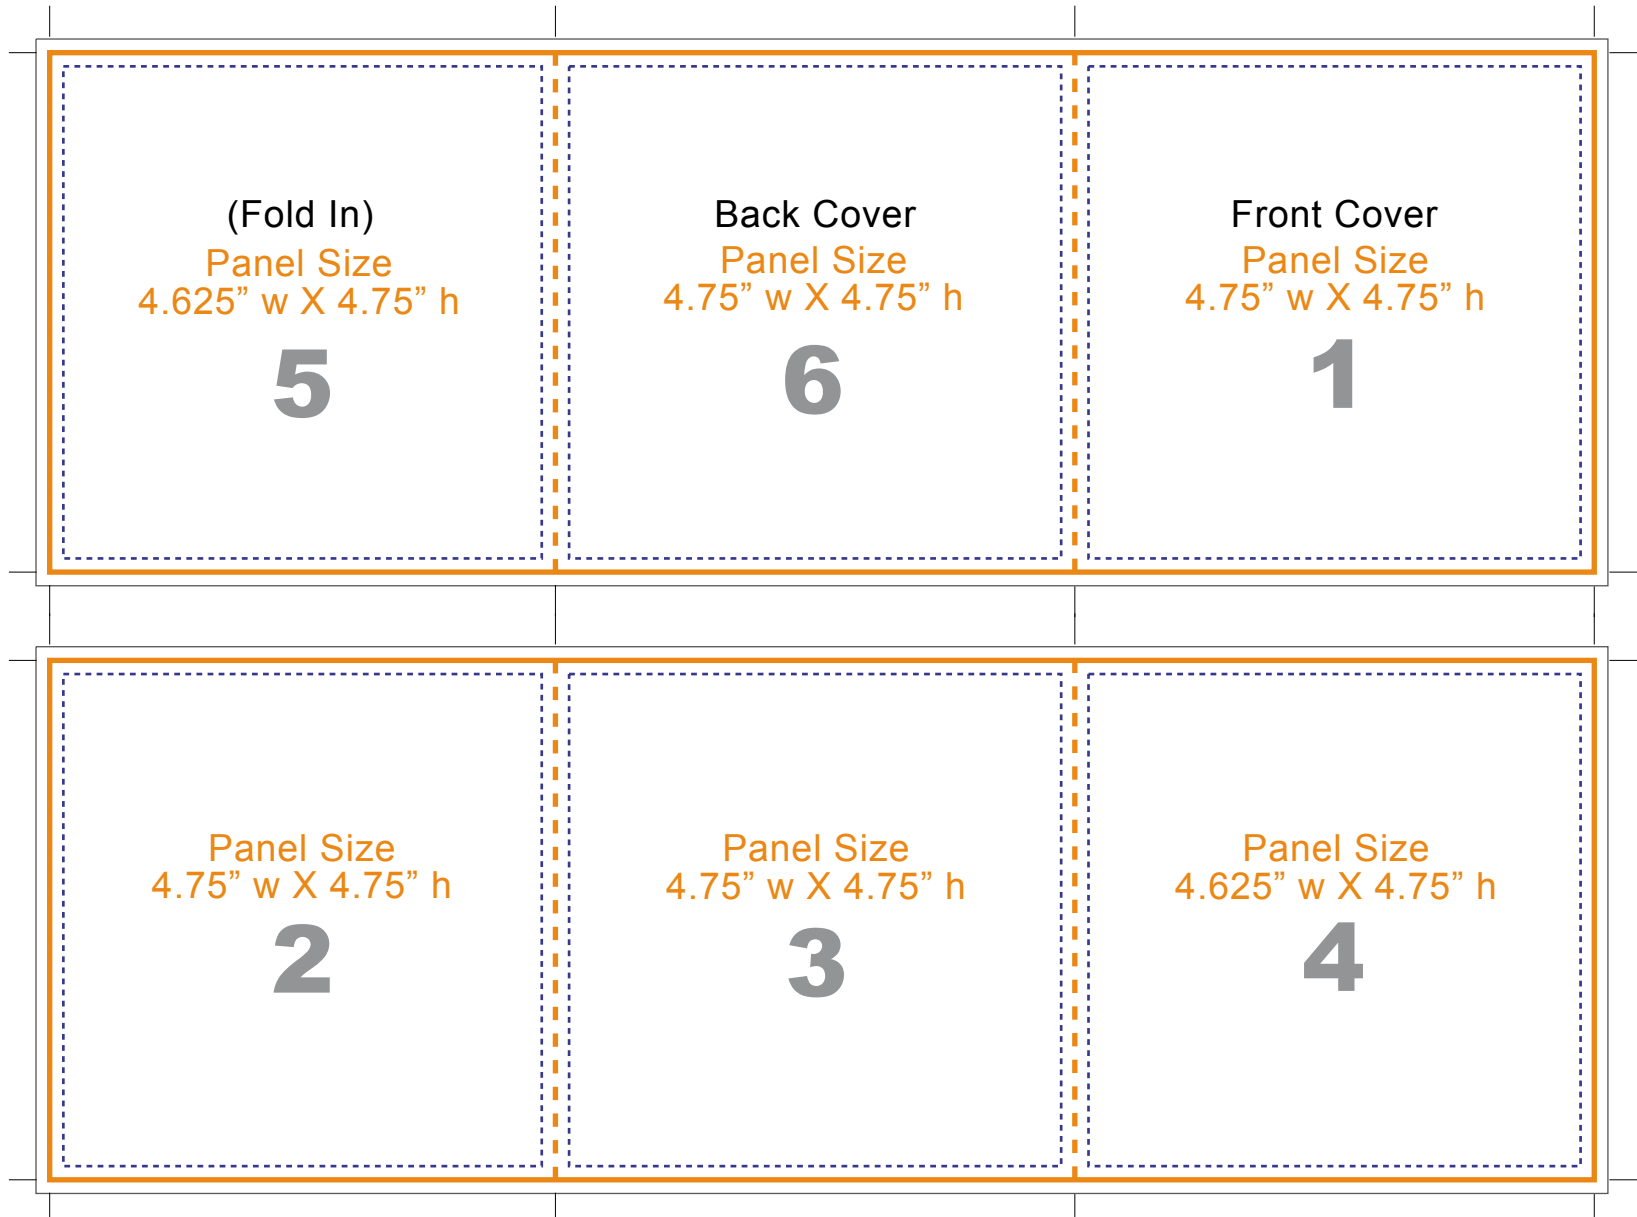 (Fold In)
Panel Size
4.625” w X 4.75” h
5
Back Cover
Panel Size
4.75” w X 4.75” h
6
Front Cover
Panel Size
4.75” w X 4.75” h
1
Panel Size
4.75” w X 4.75” h
2
Panel Size
4.75” w X 4.75” h
3
Panel Size
4.625” w X 4.75” h
4